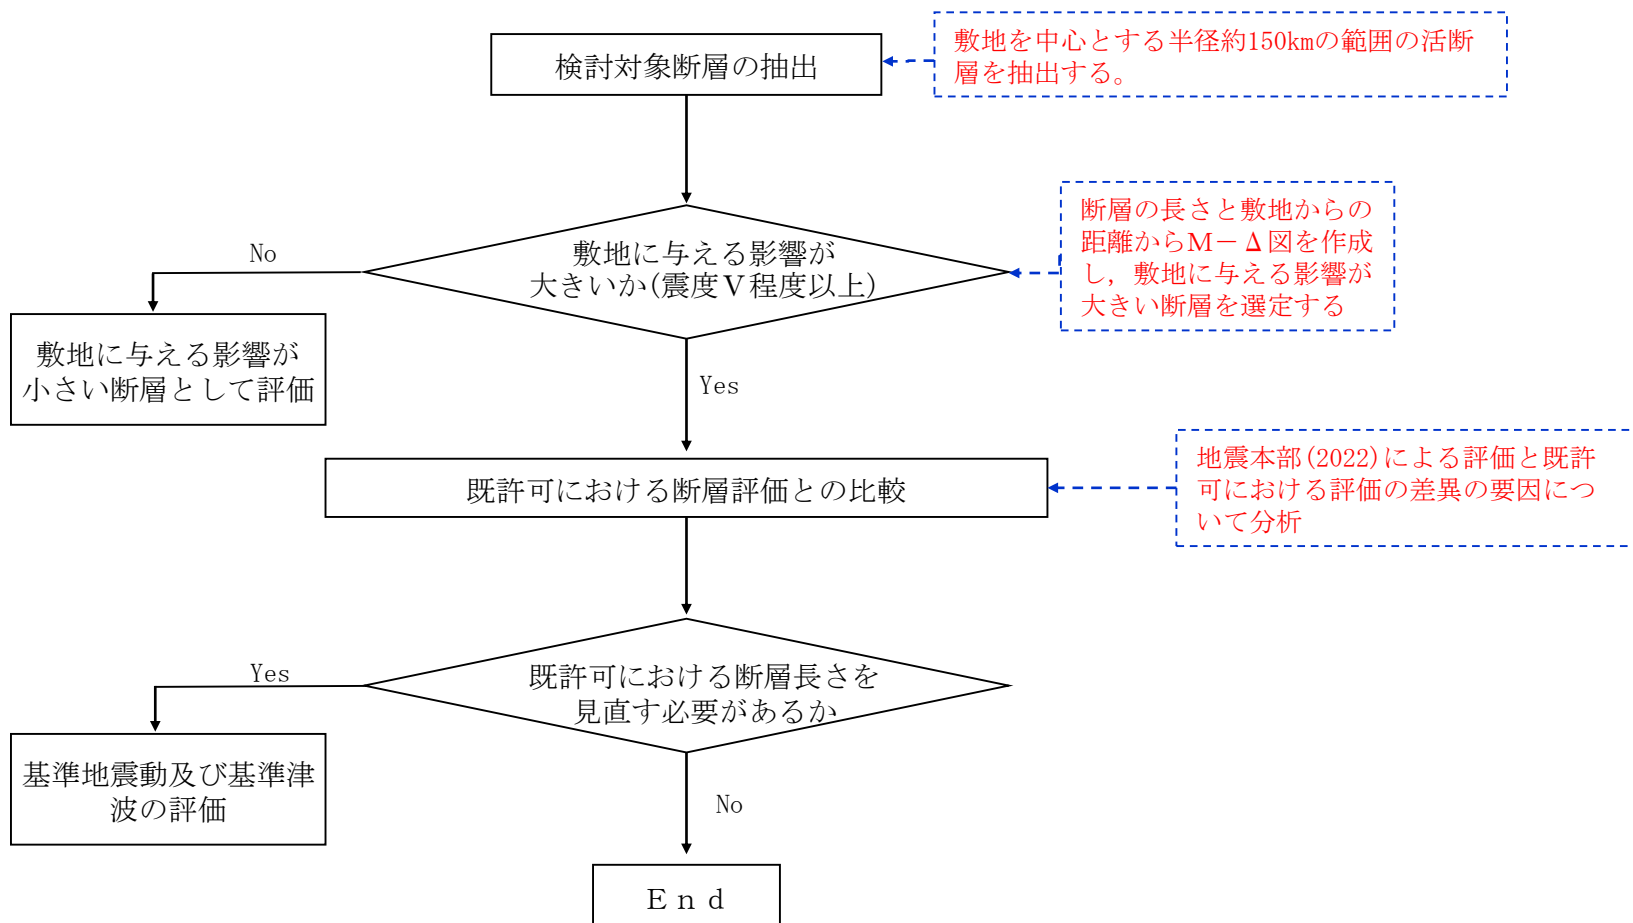 検討対象断層の抽出
敷地を中心とする半径約150kmの範囲の活断
層を抽出する。
敷地に与える影響が
大きいか(震度Ⅴ程度以上)
断層の長さと敷地からの
距離からＭ－Δ図を作成
し，敷地に与える影響が
大きい断層を選定する
No
敷地に与える影響が
小さい断層として評価
Yes
既許可における断層評価との比較
地震本部(2022)による評価と既許
可における評価の差異の要因につ
いて分析
既許可における断層長さを
見直す必要があるか
Yes
基準地震動及び基準津
波の評価
No
Ｅｎｄ